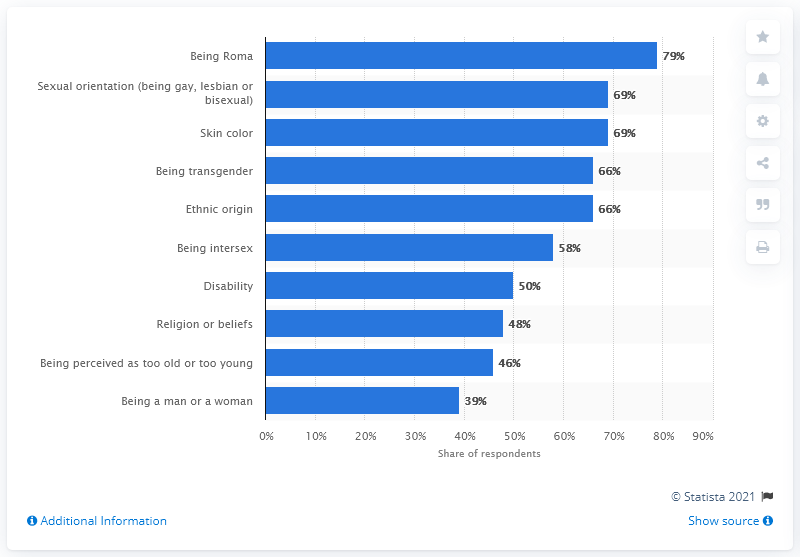 Being Roma
79%
Sexual orientation (being gay, lesbian or
bisexual)
69%
Skin color
69%
Being transgender
66%
Ethnic origin
66%
Being intersex
58%
Disability
50%
Religion or beliefs
48%
Being perceived as too old or too young
46%
Being a man or a woman
39%
0% 10% 20% 30% 40% 50% 60% 70% 80% 90%
Share of respondents
© Statista 2021
Additional Information
Show source